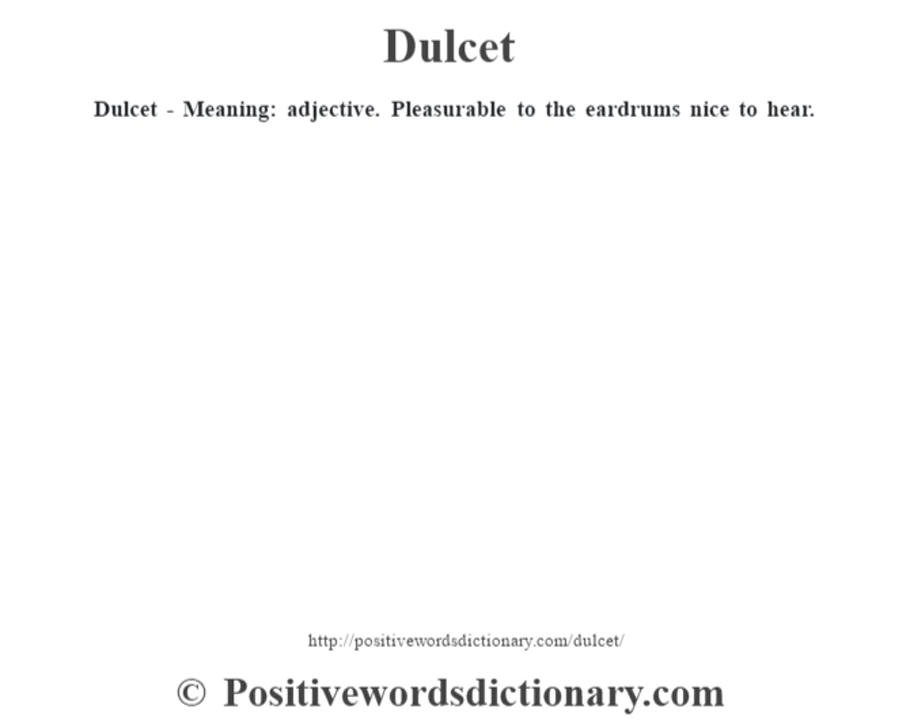 Dulcet
Dulcet - Meaning: adjective. Pleasurable to the eardrums nice to hear.
http://positivewordsdictionary.com/dulcet/
© Positivewordsdictionary.com